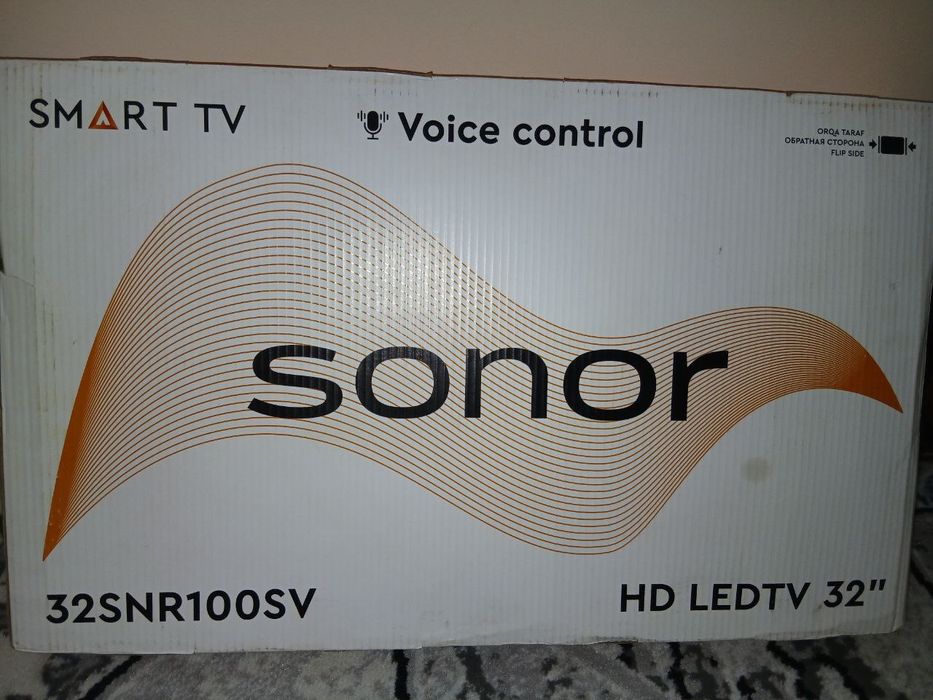 SMART TV
Voice control
ORQA TARAF
ОБРАТНАЯ СТОРОНА
FLIP SIDE
sonor
32SNR100SV
HD LEDTV 32"